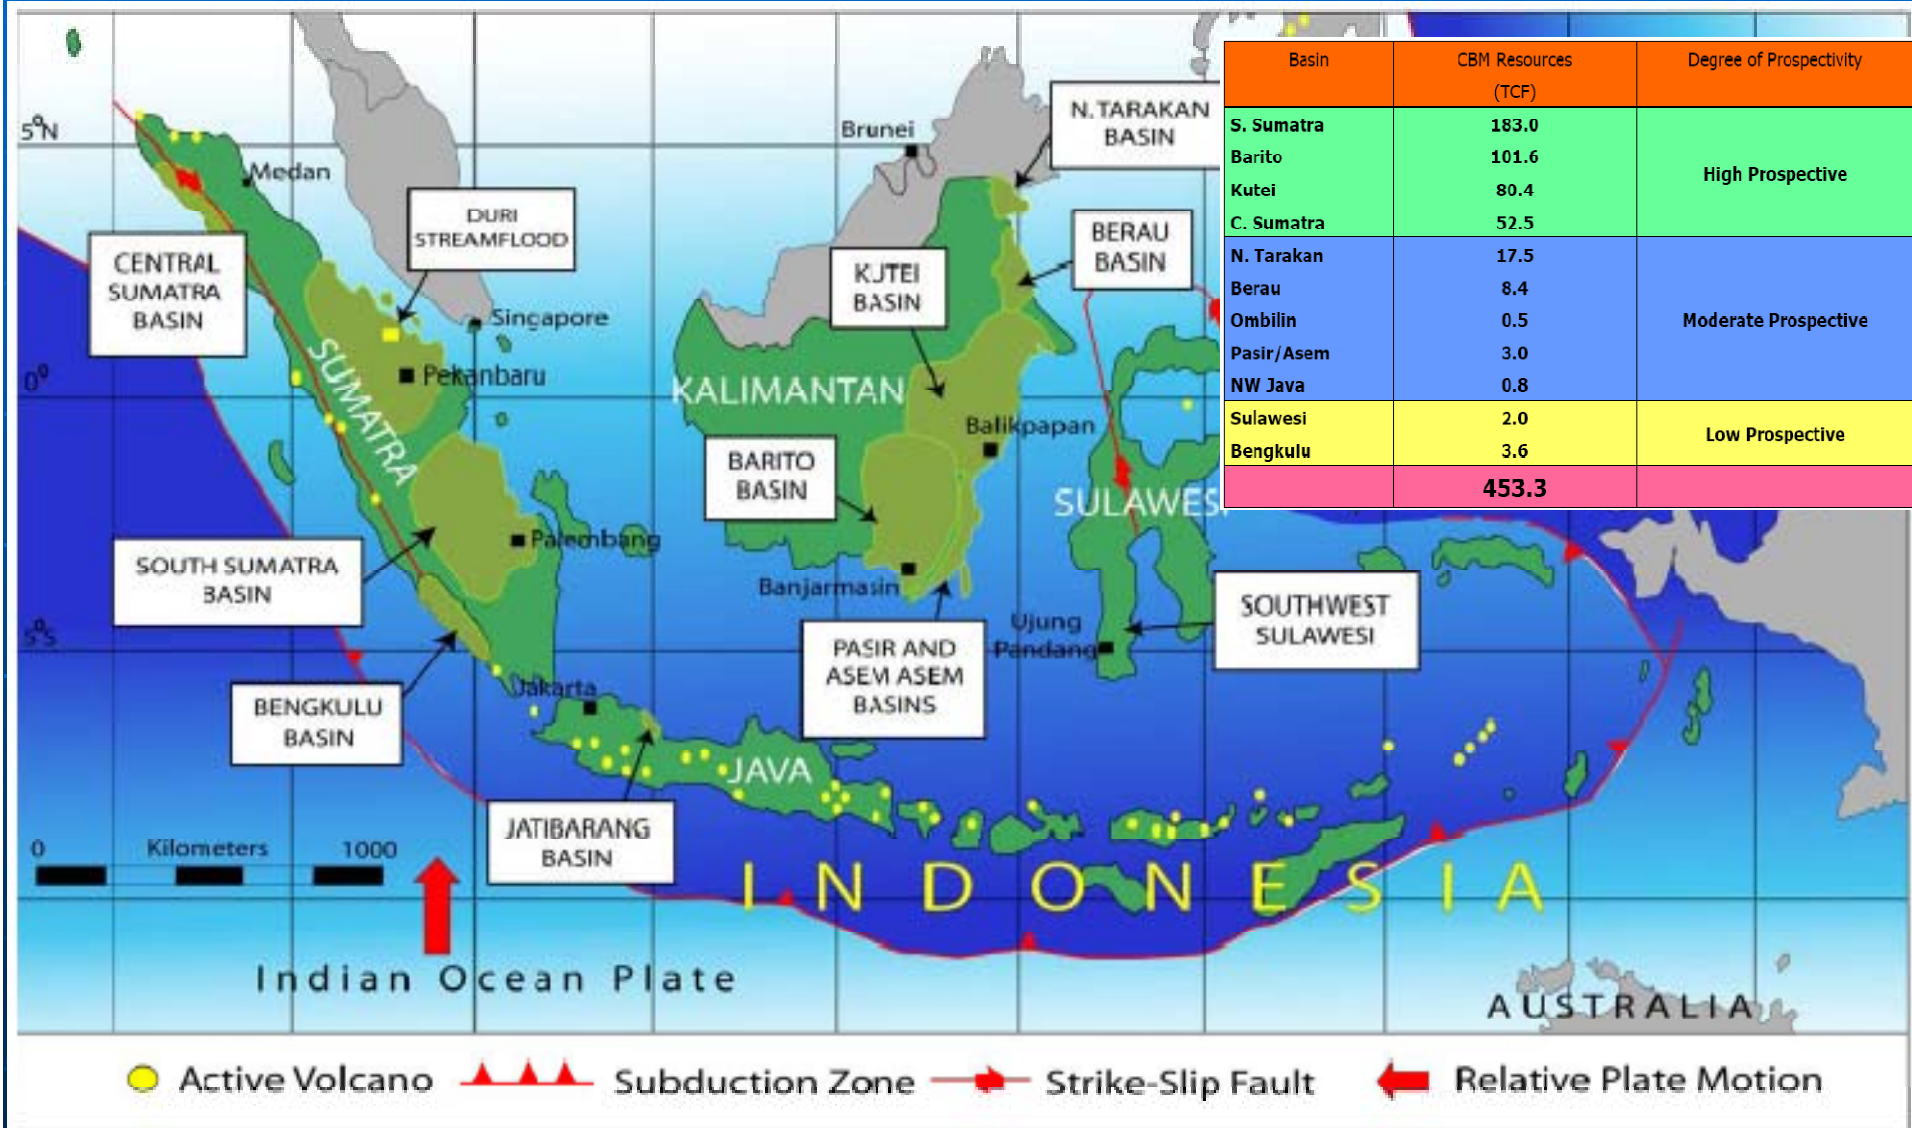 5°N
0°
5°S
Medan
DURI
STREAMFLOOD
CENTRAL
SUMATRA
BASIN
Singapore
Pekanbaru
SUMATRA
Palembang
SOUTH SUMATRA
BASIN
BENGKULU
BASIN
Jakarta
JATIBARANG
BASIN
JAVA
Brunei
N. TARAKAN
BASIN
BERAU
BASIN
KUTEI
BASIN
KALIMANTAN
Balikpapan
BARITO
BASIN
Banjarmasin
PASIR AND
ASEM ASEM
BASINS
SULAWESI
Ujung
Pandang
SOUTHWEST
SULAWESI
Basin CBM Resources Degree of Prospectivity
(TCF)
S. Sumatra 183.0
Barito 101.6
High Prospective
Kutei 80.4
C. Sumatra 52.5
N. Tarakan 17.5
Berau 8.4
Ombilin 0.5 Moderate Prospective
Pasir/Asem 3.0
NW Java 0.8
Sulawesi 2.0
Low Prospective
Bengkulu 3.6
453.3
0 Kilometers 1000
INDONESIA
Indian Ocean Plate
AUSTRALIA
Active Volcano Subduction Zone Strike-Slip Fault Relative Plate Motion